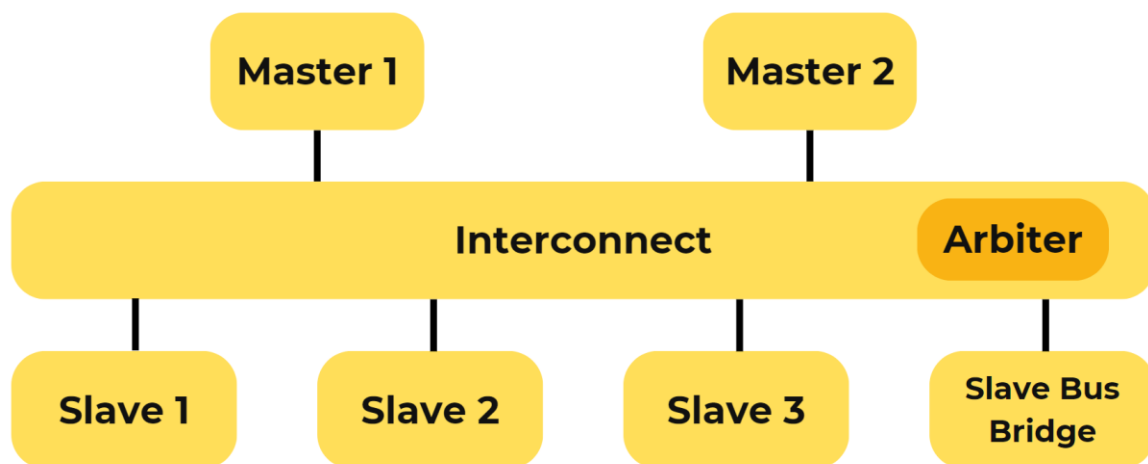 Master 1
Master 2
Interconnect
Arbiter
Slave 1
Slave 2
Slave 3
Slave Bus
Bridge